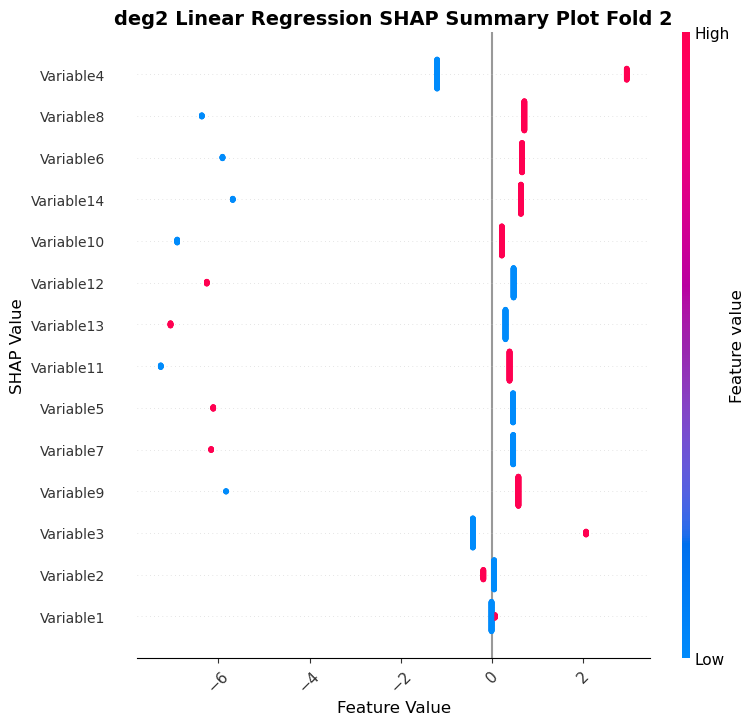 deg2 Linear Regression SHAP Summary Plot Fold 2
High
Variable4
Variable8
Variable6
Variable14
Variable10
Variable12
Variable13
Variable11
Variable5
Variable7
Variable9
Variable3
Variable2
Variable1
SHAP Value
Feature value
Low
−6
−4
−2
0
2
Feature Value